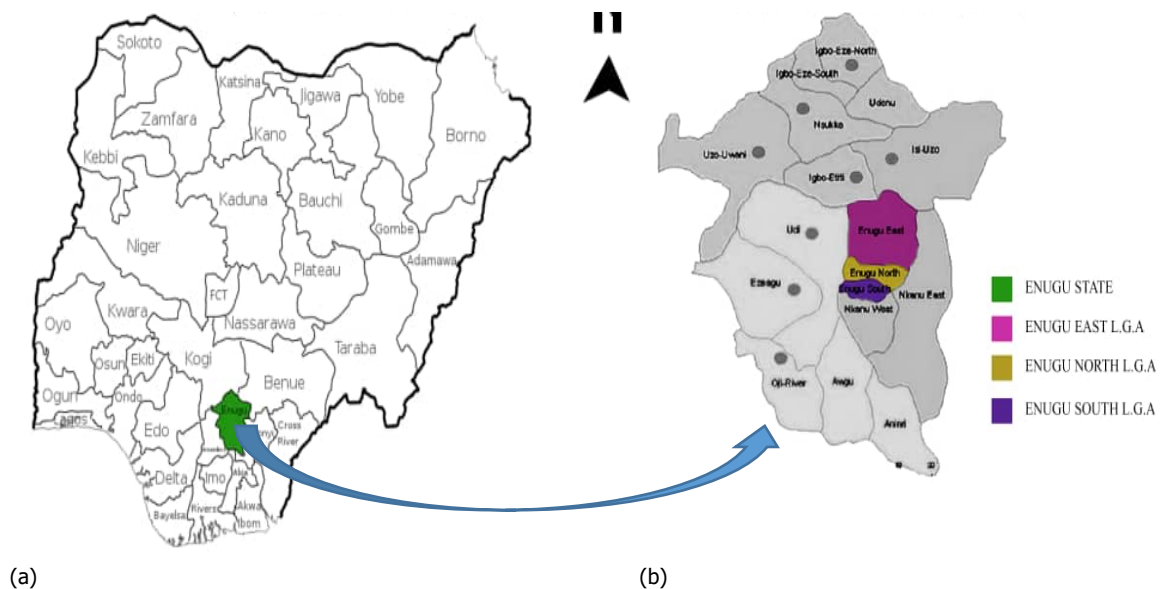 Sokoto
Katsina
Jigawa
Yobe
Zamfara
Kano
Borno
Kebbi
Kaduna
Bauchi
Gombe
Niger
Adamawa
Plateau
FCT
Kwara
Nassarawa
Oyo
Taraba
Kogi
Osun
Ekiti
Benue
Ogun
Ondo
Enugu
Lagos
Edo
Cross
River
Delta
Imo
Abia
Bayelsa
Rivers
Akwa
Ibom
(a)
Igbo-Eze-North
Igbo-Eze-South
Udenu
Nsukka
Uzo-Uwani
Isi-Uzo
Igbo-Etiti
Udi
Enugu East
Enugu North
Ezeagu
Enugu South
Nkanu East
Nkanu West
Oji-River
Awgu
Aninri
(b)
ENUGU STATE
ENUGU EAST L.G.A
ENUGU NORTH L.G.A
ENUGU SOUTH L.G.A